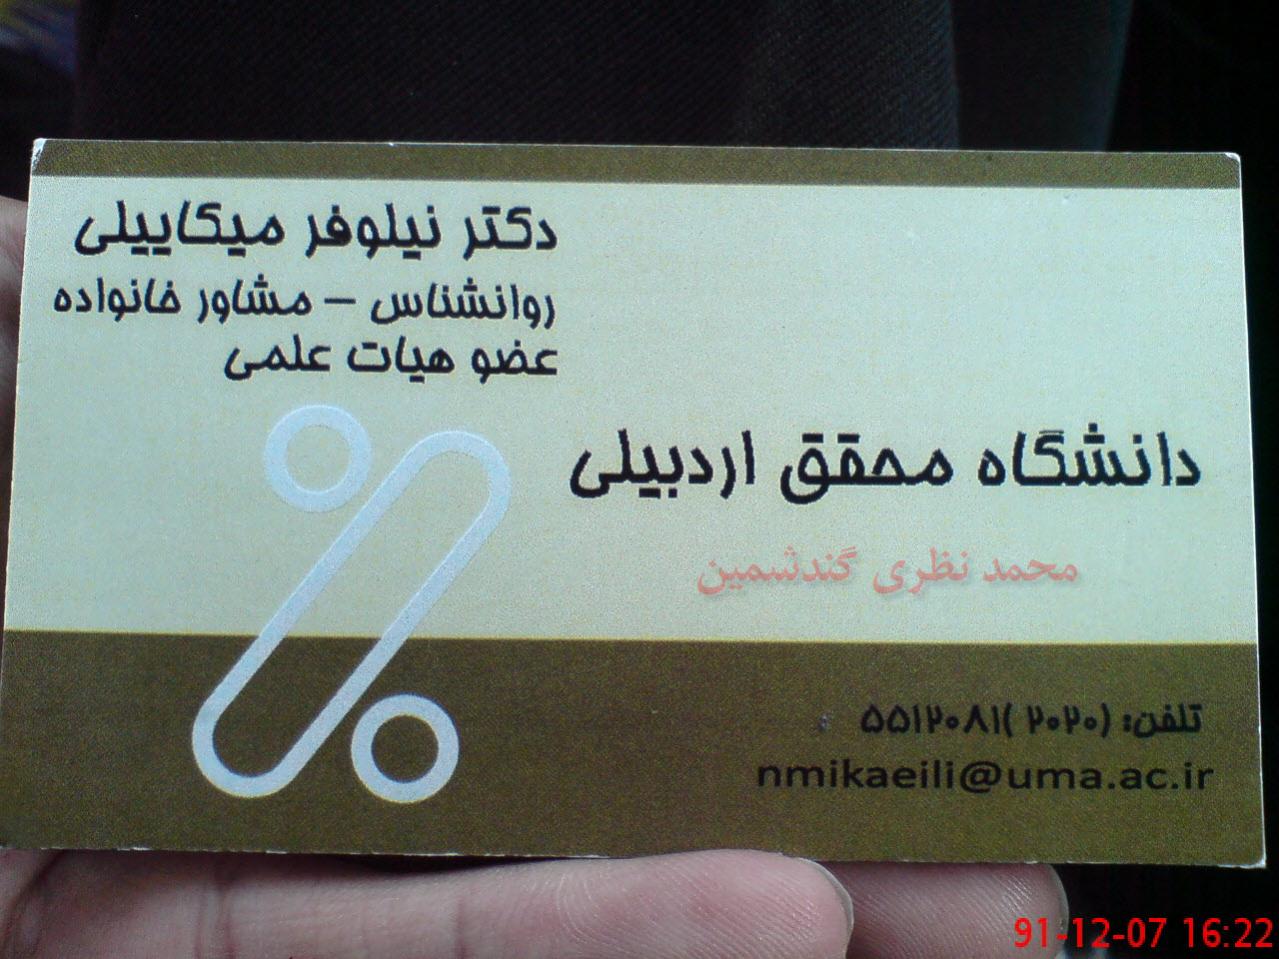 دکتر نیلوفر میکاییلی
روانشناس – مشاور خانواده
عضو هیات علمی
دانشگاه محقق اردبیلی
محمد نظری گندشمین
تلفن: (۲۰۲۰ )۵۵۱۲۰۸۱
nmikaeili@uma.ac.ir
91-12-07 16:22